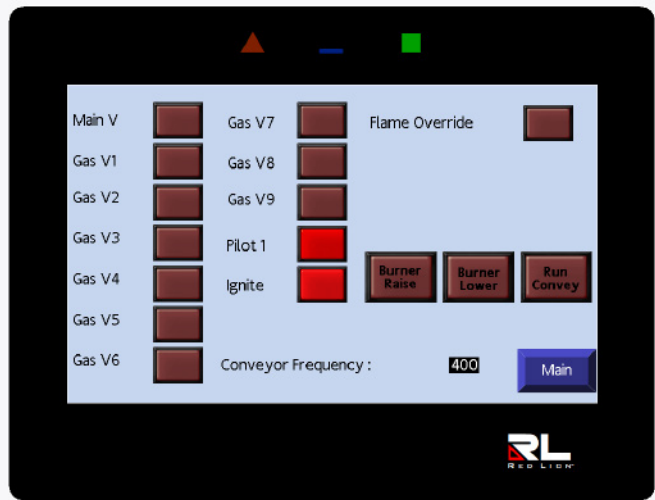 Main V
Gas V7
Flame Override
Gas V1
Gas V8
Gas V2
Gas V9
Gas V3
Pilot 1
Gas V4
Ignite
Burner
Raise
Burner
Lower
Run
Convey
Gas V5
Gas V6
Conveyor Frequency :
400
Main
RL
RED LION